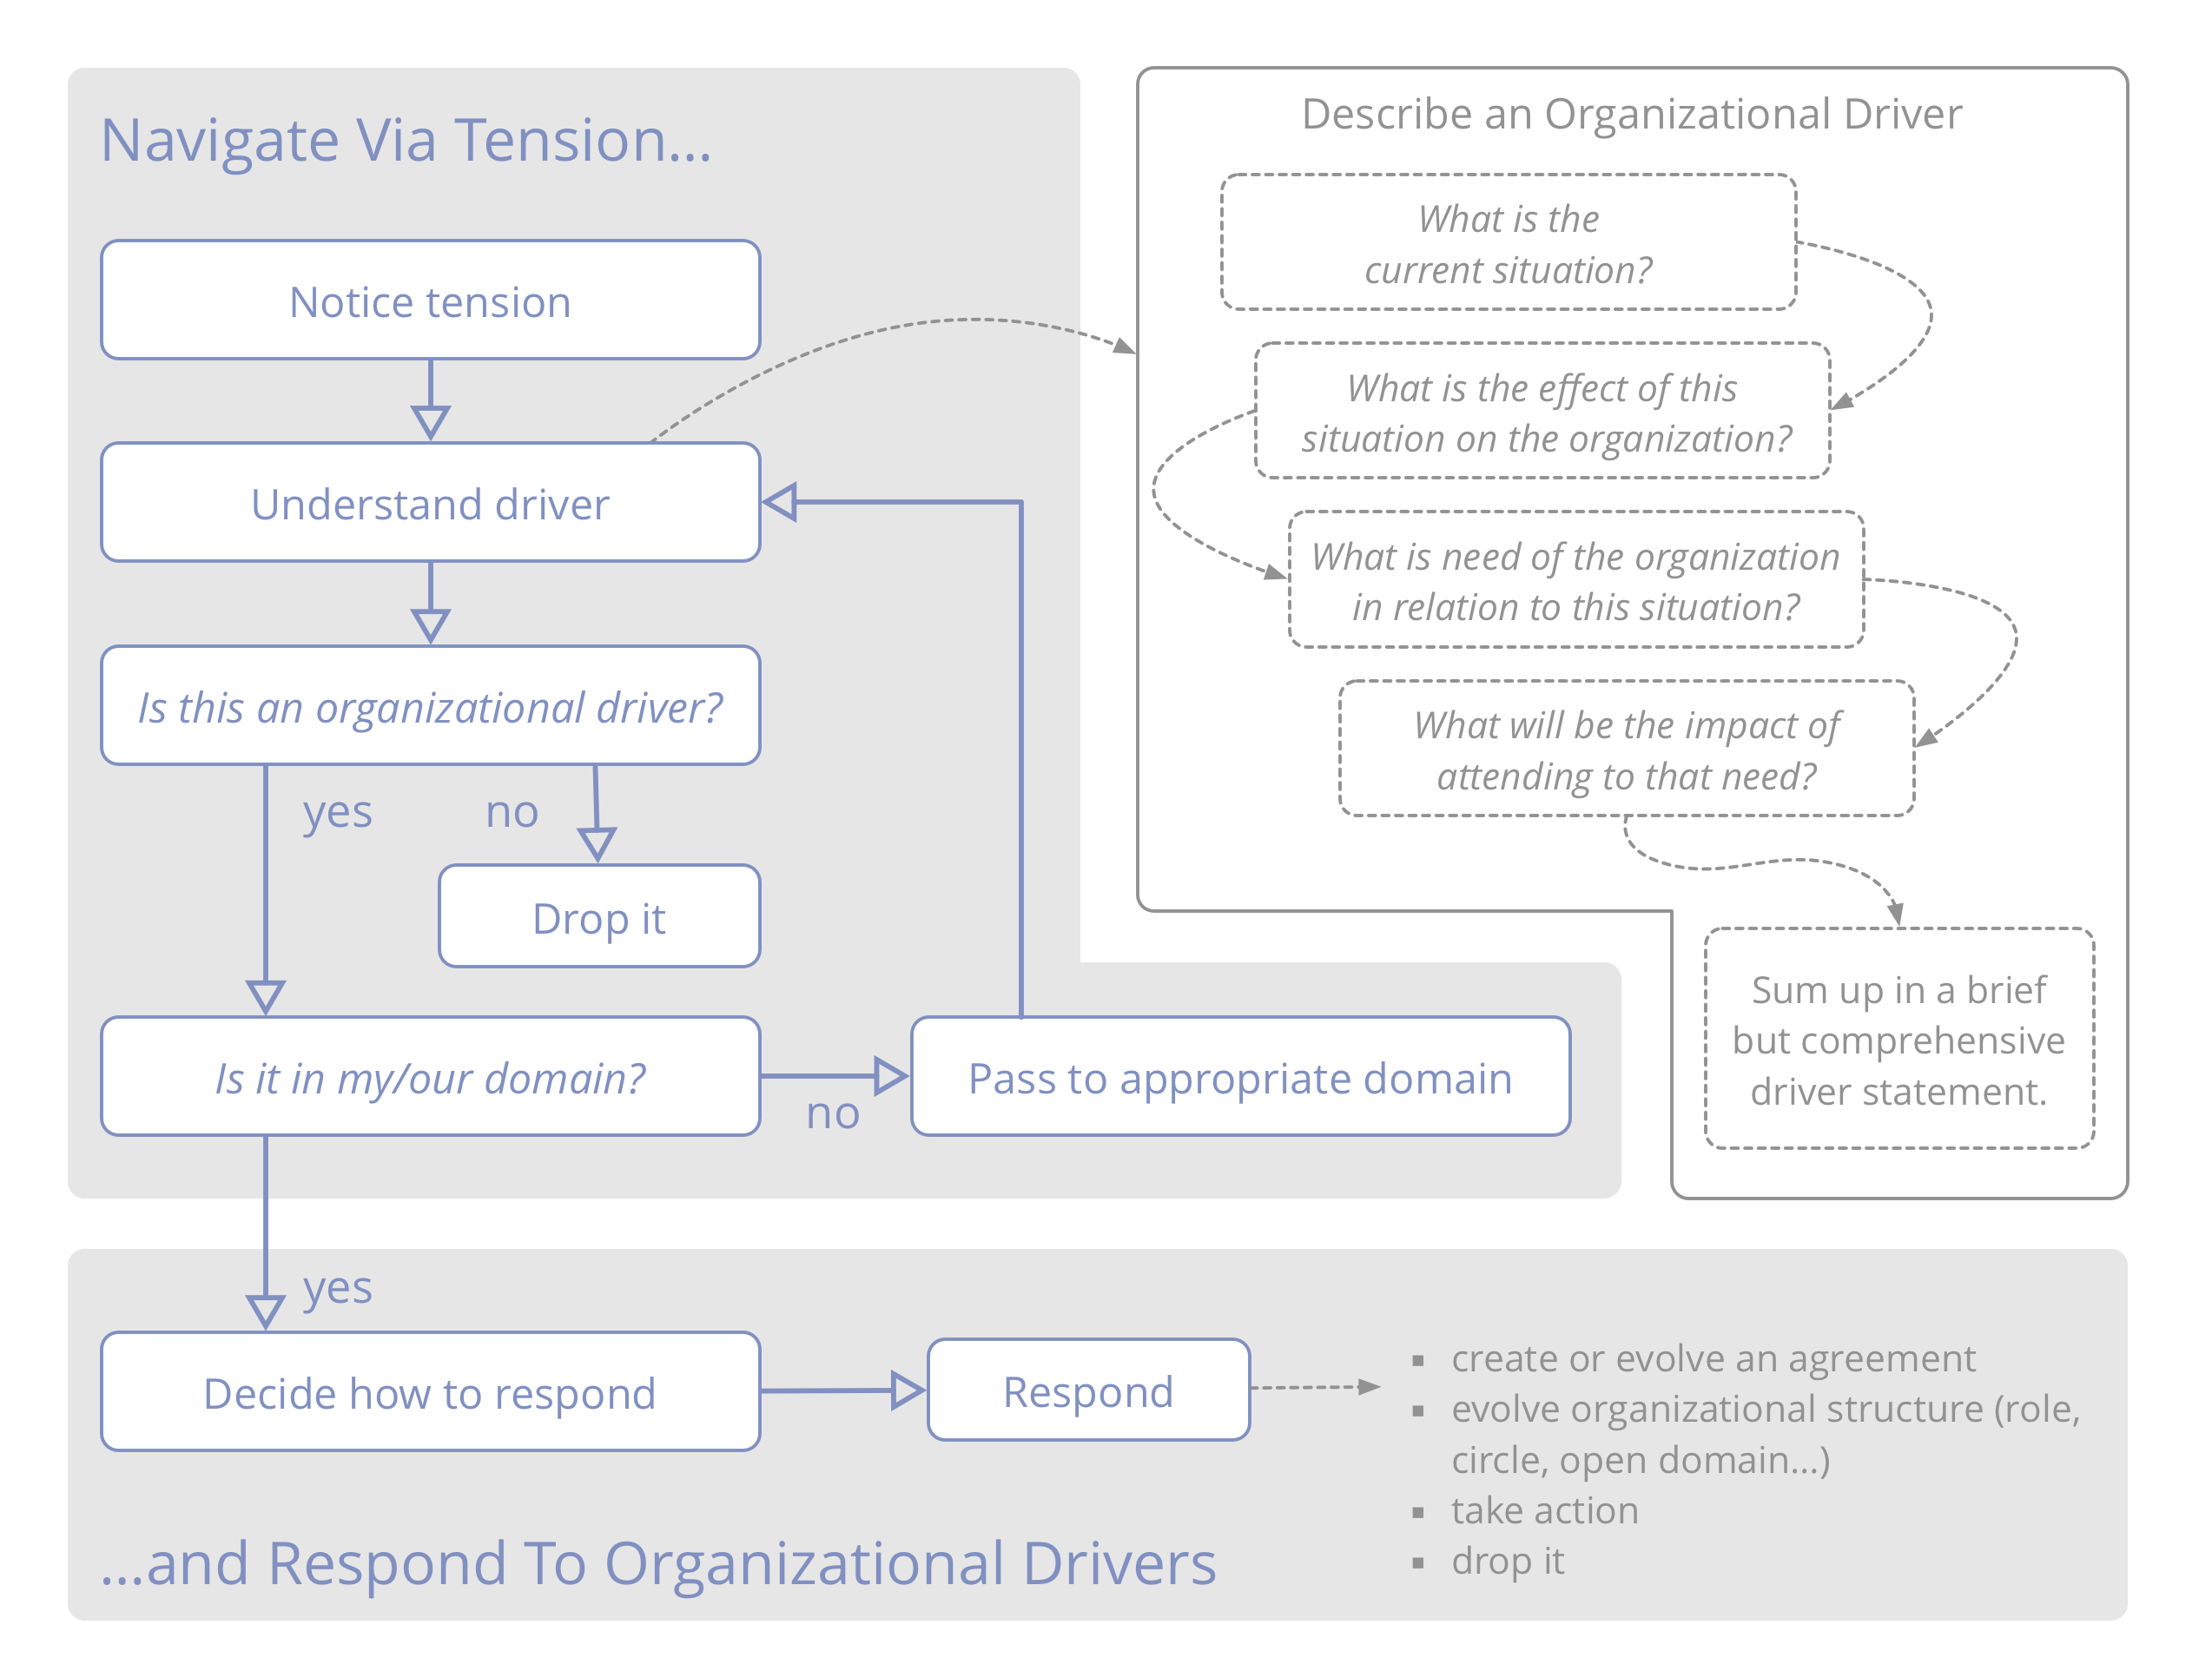 Navigate Via Tension...
Notice tension
Understand driver
Is this an organizational driver?
yes
no
Drop it
Is it in my/our domain?
no
Pass to appropriate domain
Describe an Organizational Driver
What is the
current situation?
What is the effect of this
situation on the organization?
What is need of the organization
in relation to this situation?
What will be the impact of
attending to that need?
Sum up in a brief
but comprehensive
driver statement.
yes
Decide how to respond
Respond
▪ create or evolve an agreement
▪ evolve organizational structure (role,
circle, open domain...)
▪ take action
▪ drop it
...and Respond To Organizational Drivers